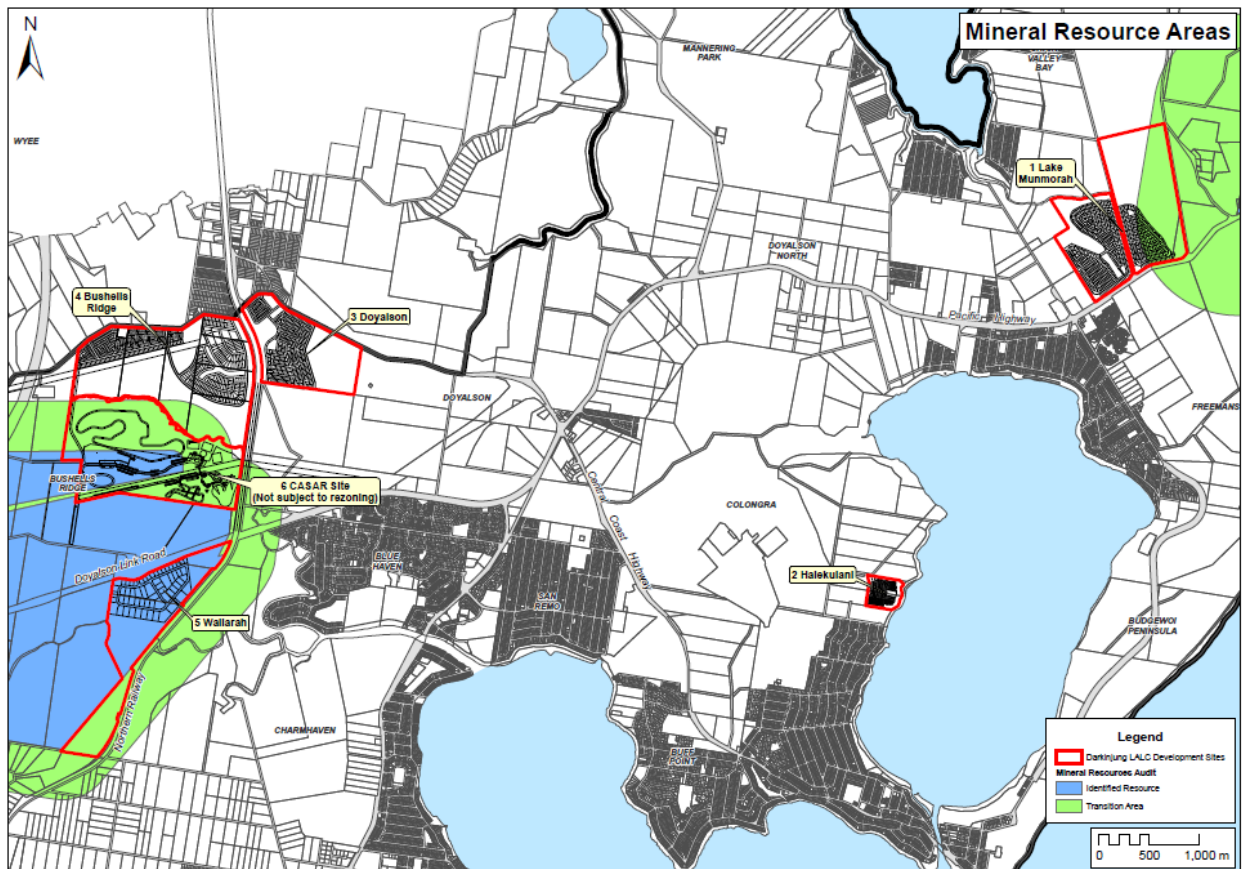 Mineral Resource Areas
N
MANNERING
PARK
VALLEY
BAY
WYEE
1 Lake
Munmorah
DOYALSON
NORTH
4 Bushells
Ridge
3 Doyalson
Pacific Highway
DOYALSON
FREEMANS
BUSHELLS
RIDGE
6 CASAR Site
(Not subject to rezoning)
Central Coast Highway
COLONGRA
Doyalson Link Road
BLUE
HAVEN
2 Halekulani
SAN
REMO
5 Wallarah
BUDGEWOI
PENINSULA
Northern Railway
CHARMHAVEN
BUFF
POINT
Legend
Darkinjung LALC Development Sites
Mineral Resources Audit
Identified Resource
Transition Area
0 500 1,000 m